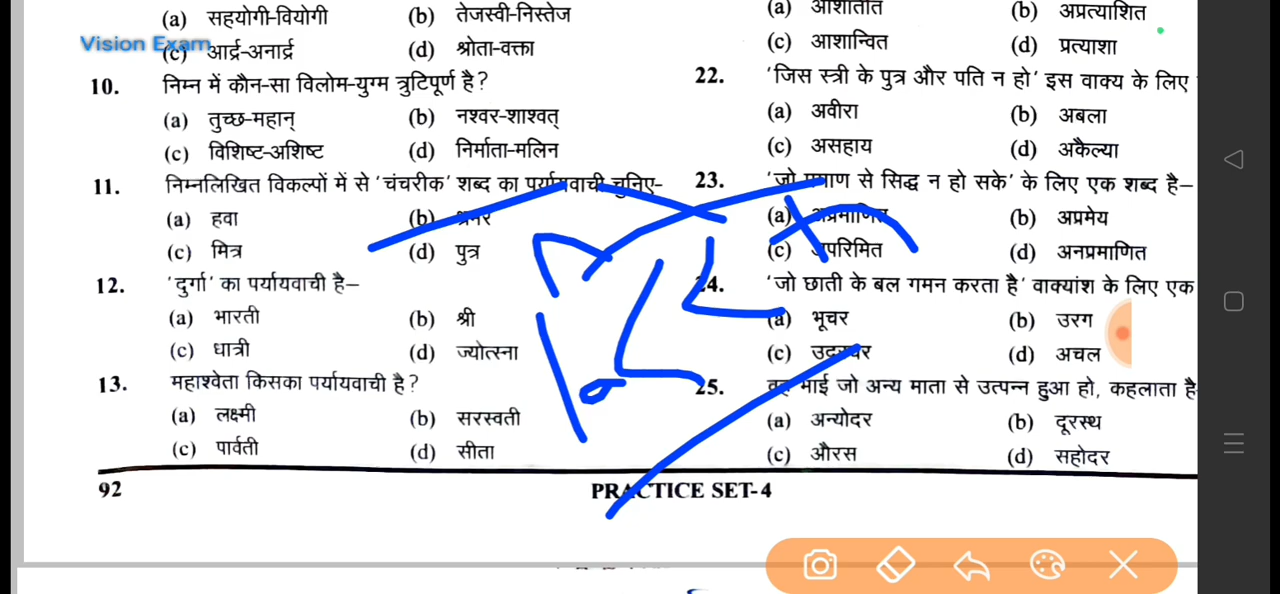 (a) सहयोगी-वियोगी (b) तेजस्वी-निस्तेज
Vision Exam
(c) आर्द्र-अनार्द्र (d) श्रोता-वक्ता
10. निम्न में कौन-सा विलोम-युग्म त्रुटिपूर्ण है?
(a) तुच्छ-महान् (b) नश्वर-शाश्वत्
(c) विशिष्ट-अशिष्ट (d) निर्माता-मलिन
11. निम्नलिखित विकल्पों में से 'चंचरीक' शब्द का पर्यायवाची चुनिए-
(a) हवा (b) भ्रमर
(c) मित्र (d) पुत्र
12. 'दुर्गा' का पर्यायवाची है–
(a) भारती (b) श्री
(c) धात्री (d) ज्योत्स्ना
13. महाश्वेता किसका पर्यायवाची है?
(a) लक्ष्मी (b) सरस्वती
(c) पार्वती (d) सीता
(a) आशातीत (b) अप्रत्याशित
(c) आशान्वित (d) प्रत्याशा
22. 'जिस स्त्री के पुत्र और पति न हो' इस वाक्य के लिए
(a) अवीरा (b) अबला
(c) असहाय (d) अकैल्या
23. 'जो प्रमाण से सिद्ध न हो सके' के लिए एक शब्द है–
(a) अप्रमाणित (b) अप्रमेय
(c) अपरिमित (d) अनप्रमाणित
24. 'जो छाती के बल गमन करता है' वाक्यांश के लिए एक
(a) भूचर (b) उरग
(c) उदरचर (d) अचल
25. वह भाई जो अन्य माता से उत्पन्न हुआ हो, कहलाता है
(a) अन्योदर (b) दूरस्थ
(c) औरस (d) सहोदर
92 PRACTICE SET-4